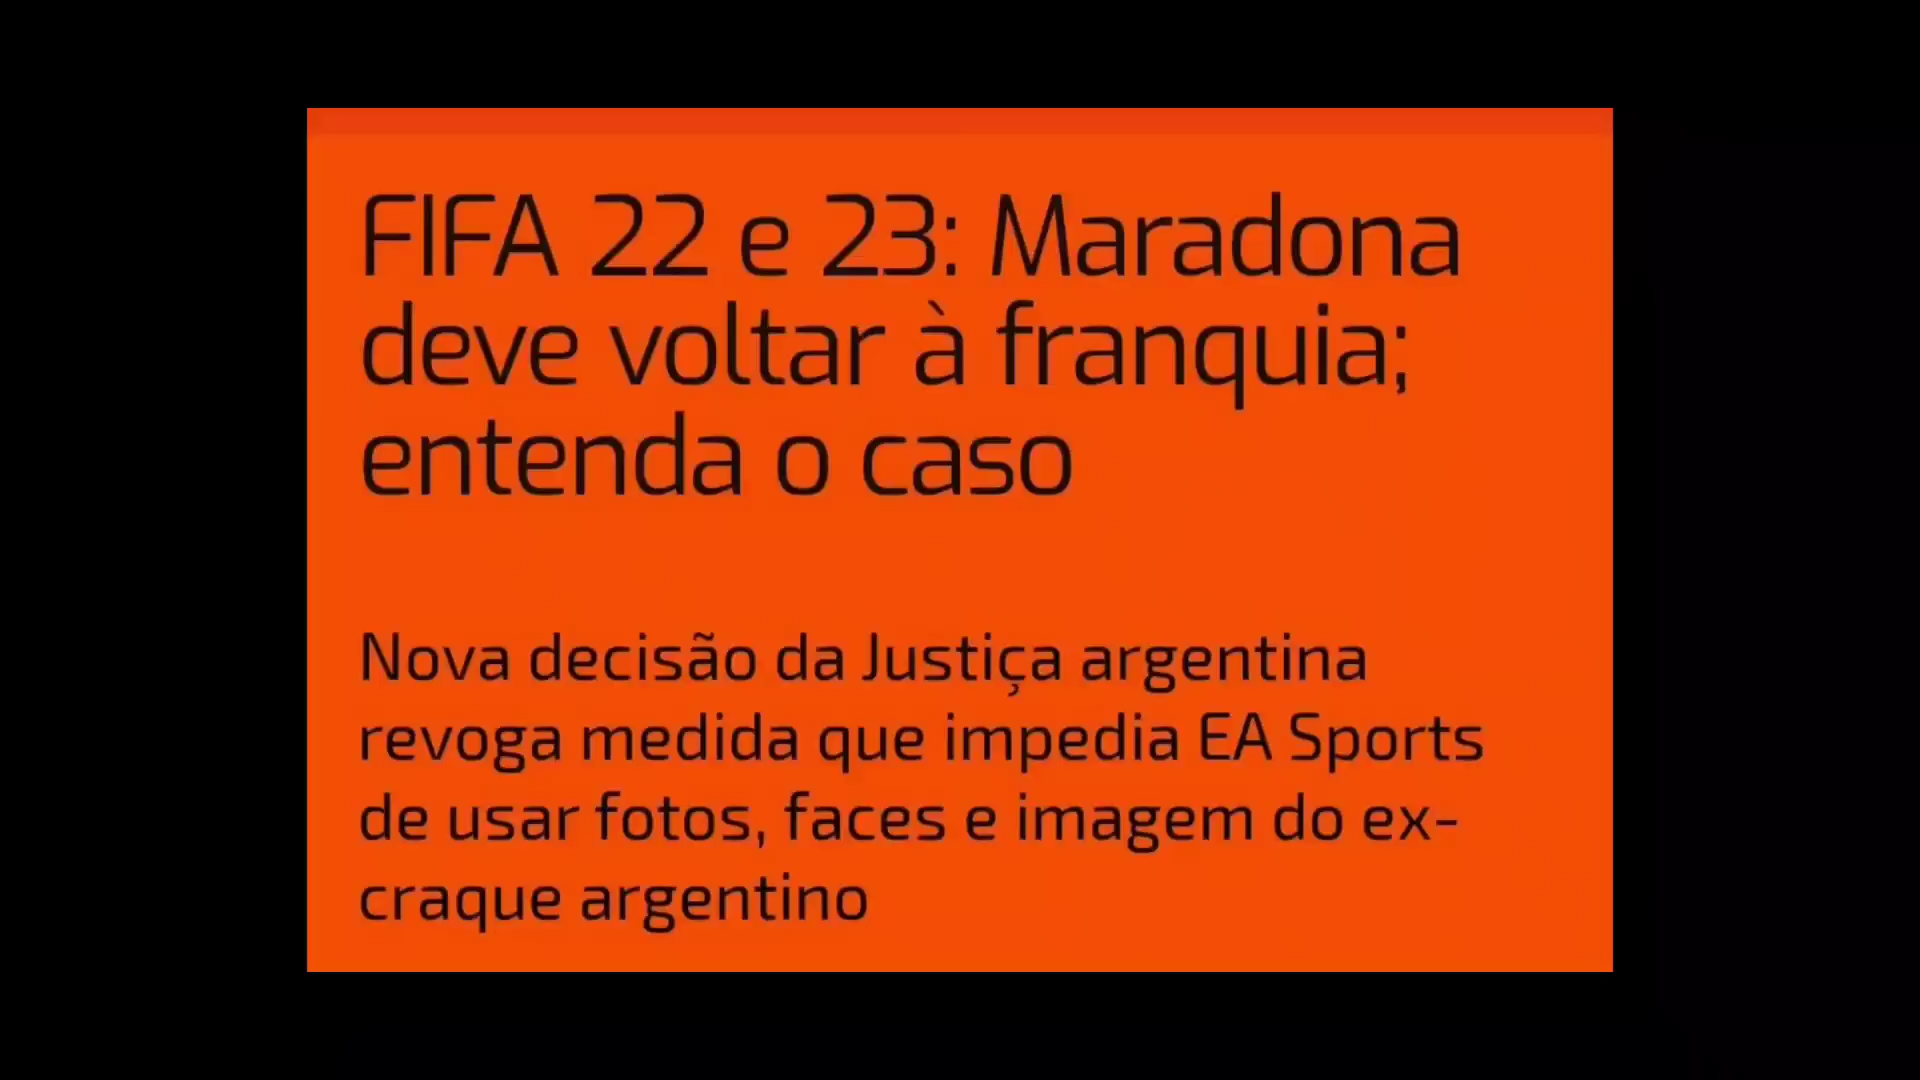 FIFA 22 e 23: Maradona
deve voltar à franquia;
entenda o caso
Nova decisão da Justiça argentina
revoga medida que impedia EA Sports
de usar fotos, faces e imagem do ex-
craque argentino